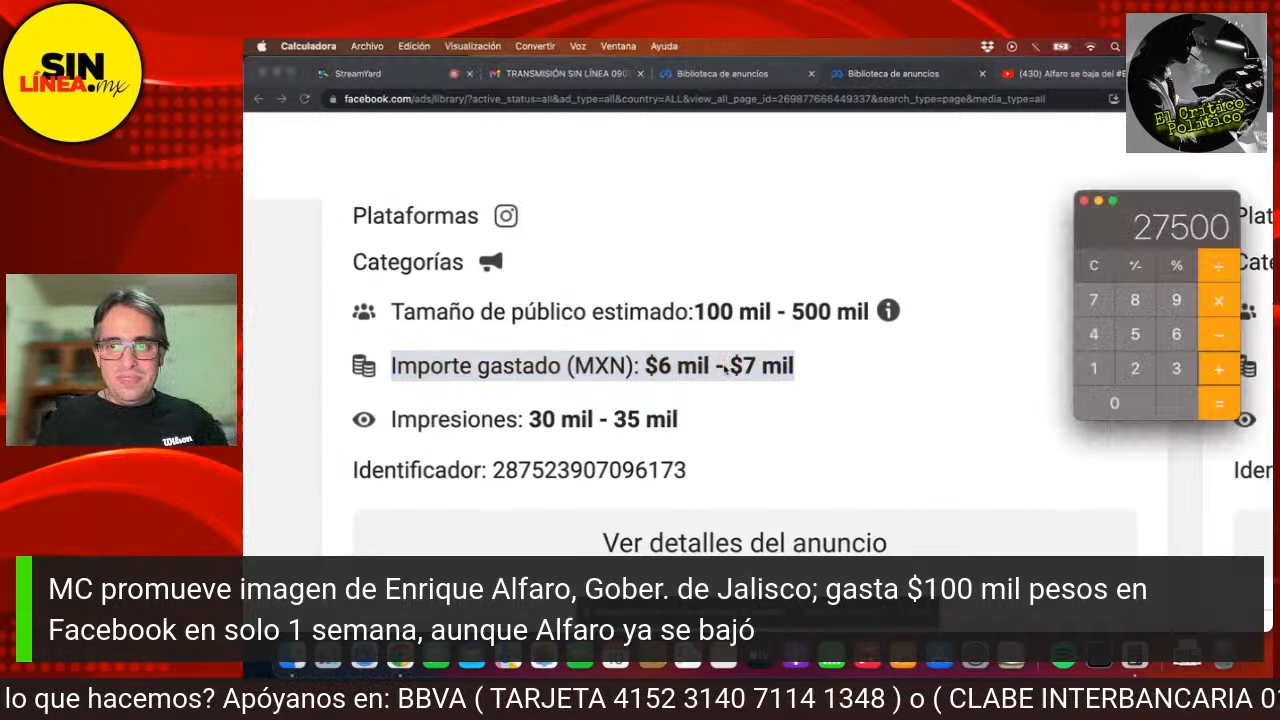 SIN
LÍNEA.mx
Calculadora Archivo Edición Visualización Convertir Voz Ventana Ayuda
StreamYard
TRANSMISIÓN SIN LÍNEA 090
Biblioteca de anuncios
Biblioteca de anuncios
(430) Alfaro se baja del #E
facebook.com/ads/library/?active_status=all&ad_type=all&country=ALL&view_all_page_id=269877666449337&search_type=page&media_type=all
El Crítico
Político
Plataformas
Plat
Categorías
Cate
Tamaño de público estimado:100 mil - 500 mil
Importe gastado (MXN): $6 mil - $7 mil
Impresiones: 30 mil - 35 mil
Identificador: 287523907096173
Iden
Ver detalles del anuncio
27500
C +/- % ÷
7 8 9 ×
4 5 6 −
1 2 3 +
0 =
Wilson
MC promueve imagen de Enrique Alfaro, Gober. de Jalisco; gasta $100 mil pesos en
Facebook en solo 1 semana, aunque Alfaro ya se bajó
lo que hacemos? Apóyanos en: BBVA ( TARJETA 4152 3140 7114 1348 ) o ( CLABE INTERBANCARIA 01